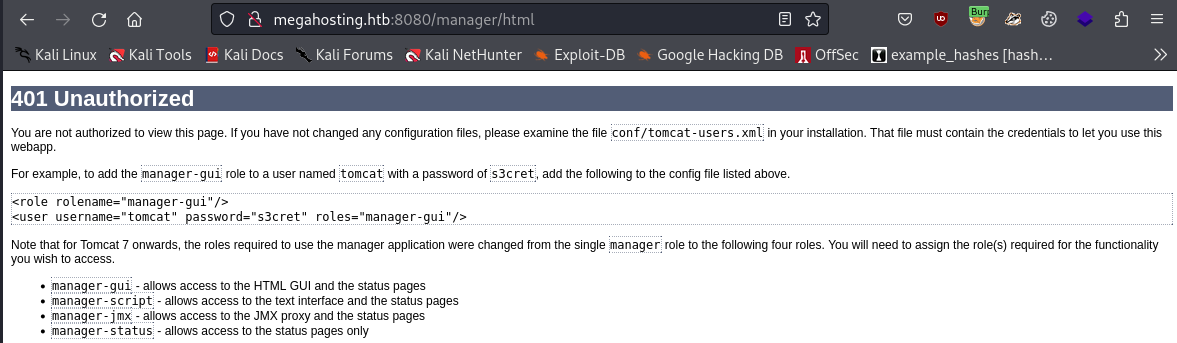 megahosting.htb:8080/manager/html
Kali Linux Kali Tools Kali Docs Kali Forums Kali NetHunter Exploit-DB Google Hacking DB OffSec example_hashes [hash…
401 Unauthorized
You are not authorized to view this page. If you have not changed any configuration files, please examine the file conf/tomcat-users.xml in your installation. That file must contain the credentials to let you use this
webapp.
For example, to add the manager-gui role to a user named tomcat with a password of s3cret, add the following to the config file listed above.
<role rolename="manager-gui"/>
<user username="tomcat" password="s3cret" roles="manager-gui"/>
Note that for Tomcat 7 onwards, the roles required to use the manager application were changed from the single manager role to the following four roles. You will need to assign the role(s) required for the functionality
you wish to access.
• manager-gui - allows access to the HTML GUI and the status pages
• manager-script - allows access to the text interface and the status pages
• manager-jmx - allows access to the JMX proxy and the status pages
• manager-status - allows access to the status pages only